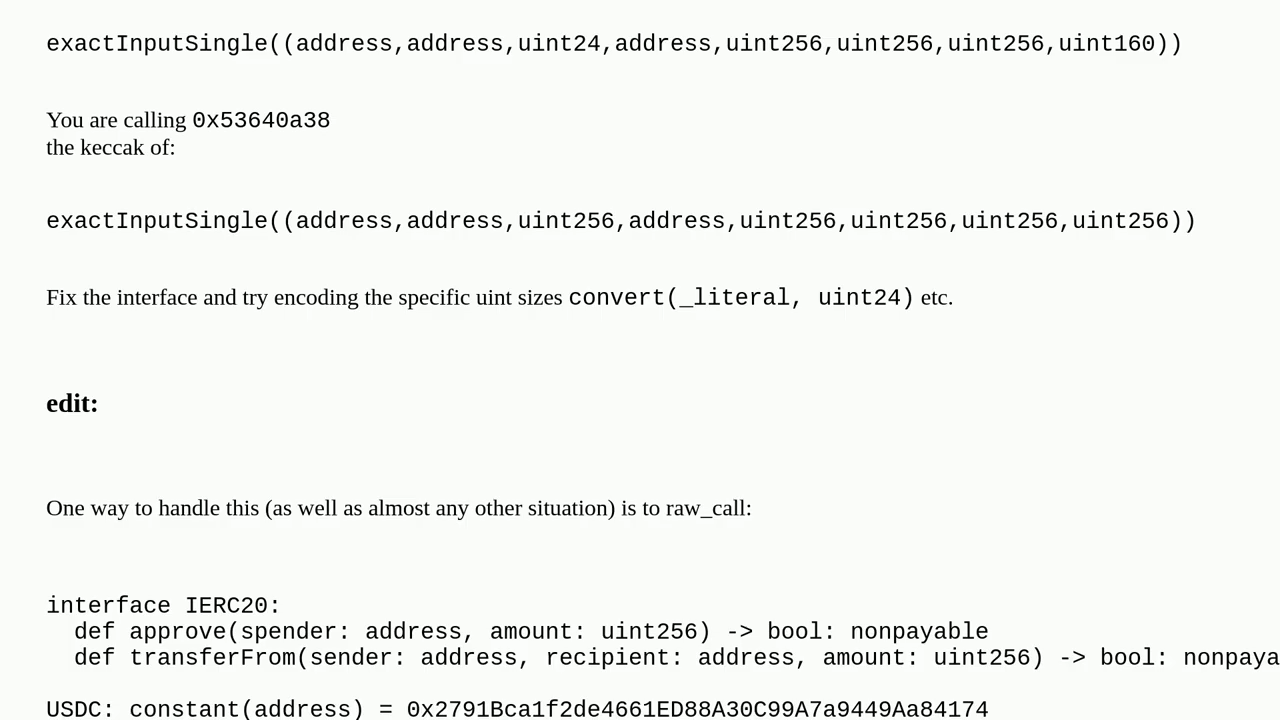 exactInputSingle((address,address,uint24,address,uint256,uint256,uint256,uint160))
You are calling 0x53640a38
the keccak of:
exactInputSingle((address,address,uint256,address,uint256,uint256,uint256,uint256))
Fix the interface and try encoding the specific uint sizes convert(_literal, uint24) etc.
edit:
One way to handle this (as well as almost any other situation) is to raw_call:
interface IERC20:
  def approve(spender: address, amount: uint256) -> bool: nonpayable
  def transferFrom(sender: address, recipient: address, amount: uint256) -> bool: nonpaya
USDC: constant(address) = 0x2791Bca1f2de4661ED88A30C99A7a9449Aa84174